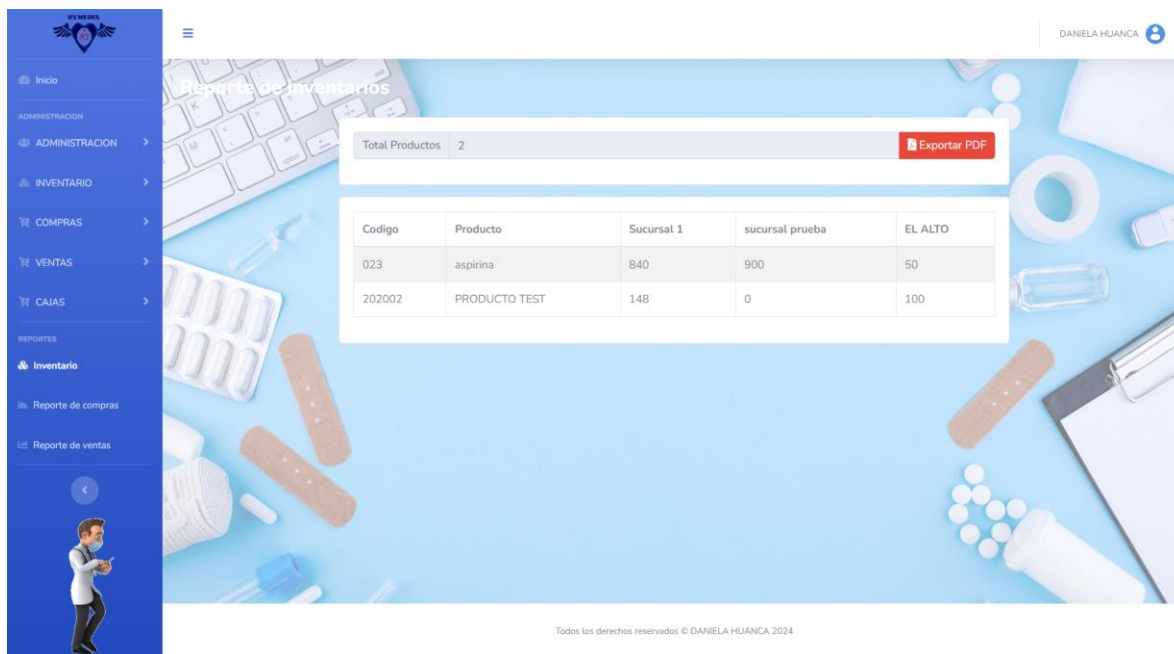 DANIELA HUANCA
Inicio
ADMINISTRACION
ADMINISTRACION
INVENTARIO
COMPRAS
VENTAS
CAJAS
REPORTES
Inventario
Reporte de compras
Reporte de ventas
Reporte de inventarios
Total Productos 2 Exportar PDF
Codigo Producto Sucursal 1 sucursal prueba EL ALTO
023 aspirina 840 900 50
202002 PRODUCTO TEST 148 0 100
Todos los derechos reservados © DANIELA HUANCA 2024